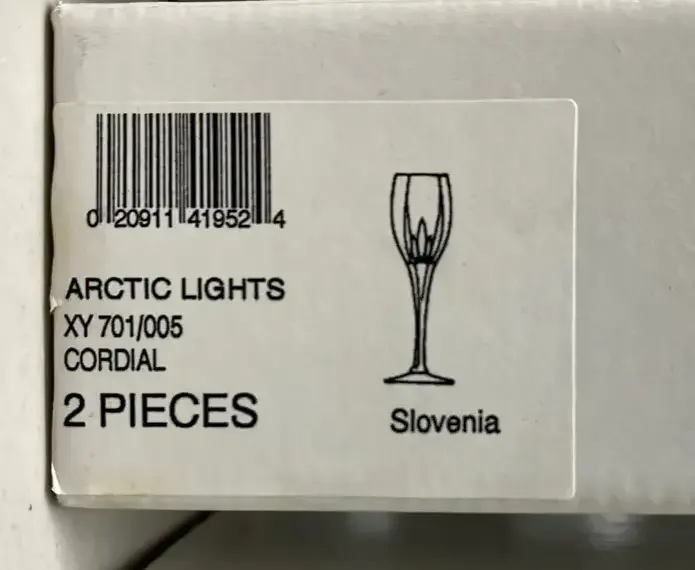 0 20911 41952 4
ARCTIC LIGHTS
XY 701/005
CORDIAL
2 PIECES
Slovenia